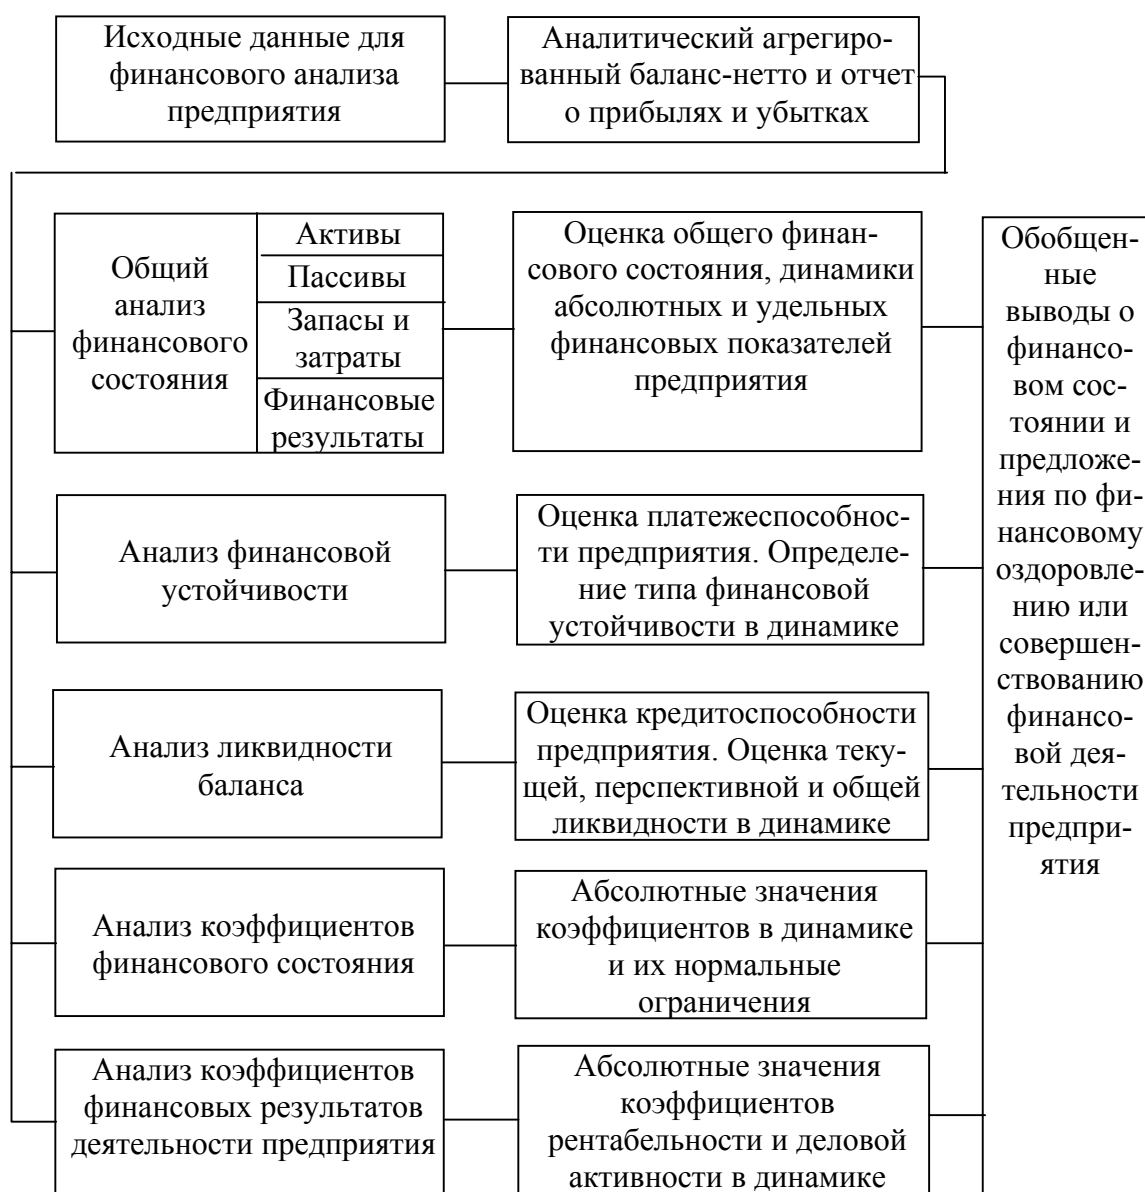 Исходные данные для
финансового анализа
предприятия
Аналитический агрегиро-
ванный баланс-нетто и отчет
о прибылях и убытках
Общий
анализ
финансового
состояния
Активы
Пассивы
Запасы и
затраты
Финансовые
результаты
Оценка общего финан-
сового состояния, динамики
абсолютных и удельных
финансовых показателей
предприятия
Анализ финансовой
устойчивости
Оценка платежеспособнос-
ти предприятия. Определе-
ние типа финансовой
устойчивости в динамике
Анализ ликвидности
баланса
Оценка кредитоспособности
предприятия. Оценка теку-
щей, перспективной и общей
ликвидности в динамике
Анализ коэффициентов
финансового состояния
Абсолютные значения
коэффициентов в динамике
и их нормальные
ограничения
Анализ коэффициентов
финансовых результатов
деятельности предприятия
Абсолютные значения
коэффициентов
рентабельности и деловой
активности в динамике
Обобщен-
ные
выводы о
финансо-
вом сос-
тоянии и
предложе-
ния по фи-
нансовому
оздоровле-
нию или
совершен-
ствованию
финансо-
вой дея-
тельности
предпри-
ятия